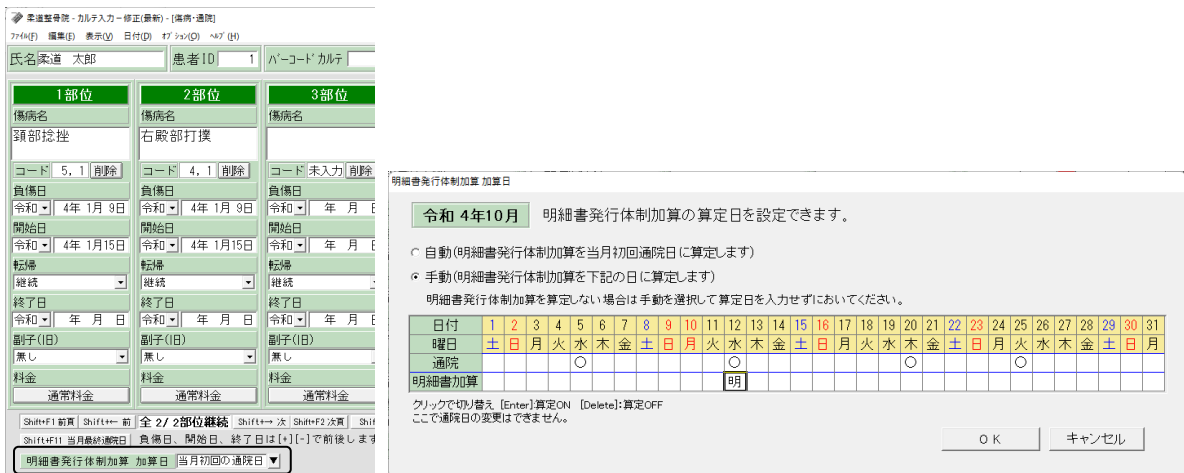 柔道整骨院 - カルテ入力 - 修正(最新) - [傷病・通院]
ファイル(F) 編集(E) 表示(V) 日付(D) オプション(O) ヘルプ(H)
氏名 柔道 太郎 患者ID 1 バーコードカルテ
1部位 2部位 3部位
傷病名 傷病名 傷病名
頚部捻挫 右殿部打撲
コード 5, 1 削除 コード 4, 1 削除 コード 未入力 削除
負傷日 負傷日 負傷日
令和 4年 1月 9日 令和 4年 1月 9日 令和 年 月
開始日 開始日 開始日
令和 4年 1月15日 令和 4年 1月15日 令和 年 月
転帰 転帰 転帰
継続 継続 継続
終了日 終了日 終了日
令和 年 月 日 令和 年 月 日 令和 年 月
副子(旧) 副子(旧) 副子(旧)
無し 無し 無し
料金 料金 料金
通常料金 通常料金 通常料金
Shift+F1 前頁 Shift+← 前 全 2/ 2部位継続 Shift+→ 次 Shift+F2 次頁 Shif
Shift+F11 当月最終通院日 負傷日、開始日、終了日は[+][-]で前後しま
明細書発行体制加算 加算日 当月初回の通院日 ▼
明細書発行体制加算 加算日
令和 4年10月 明細書発行体制加算の算定日を設定できます。
自動(明細書発行体制加算を当月初回通院日に算定します)
手動(明細書発行体制加算を下記の日に算定します)
明細書発行体制加算を算定しない場合は手動を選択して算定日を入力せずにおいてください。
日付 1 2 3 4 5 6 7 8 9 10 11 12 13 14 15 16 17 18 19 20 21 22 23 24 25 26 27 28 29 30 31
曜日 土 日 月 火 水 木 金 土 日 月 火 水 木 金 土 日 月 火 水 木 金 土 日 月 火 水 木 金 土 日 月
通院 ○ ○ ○ ○
明細書加算 明
クリックで切り替え [Enter]:算定ON [Delete]:算定OFF
ここで通院日の変更はできません。
OK キャンセル